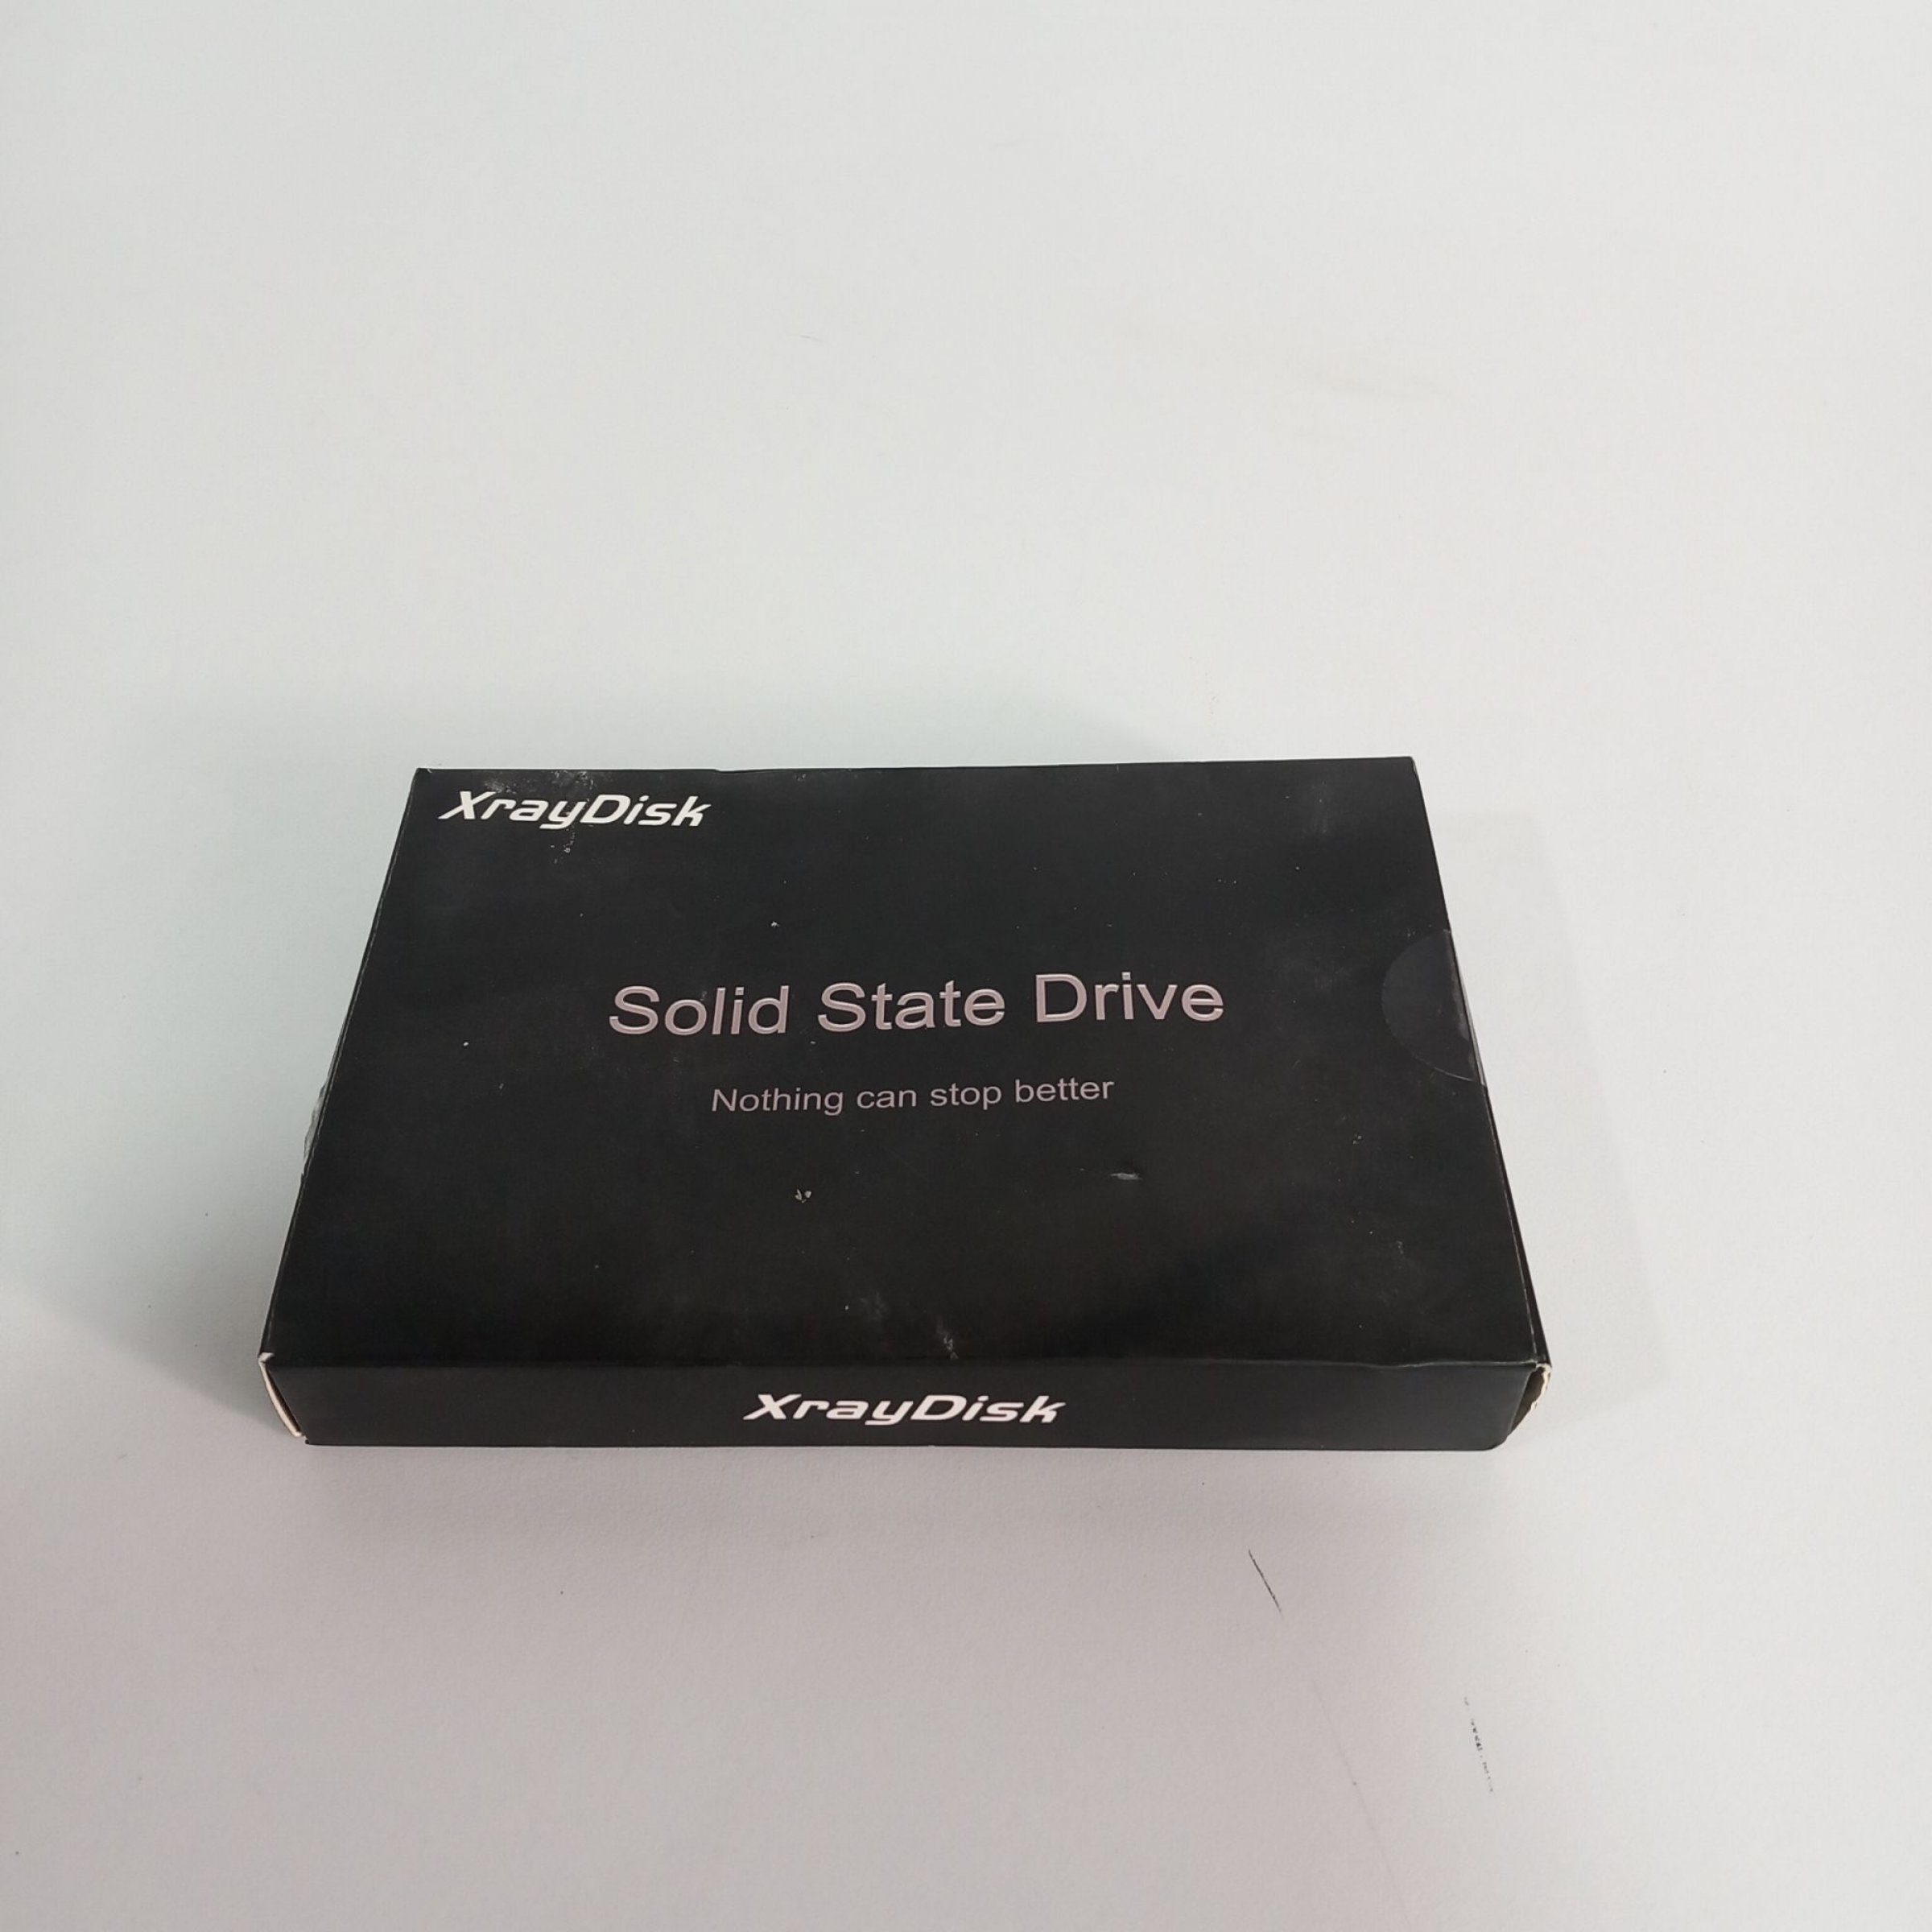 XrayDisk
Solid State Drive
Nothing can stop better
XrayDisk